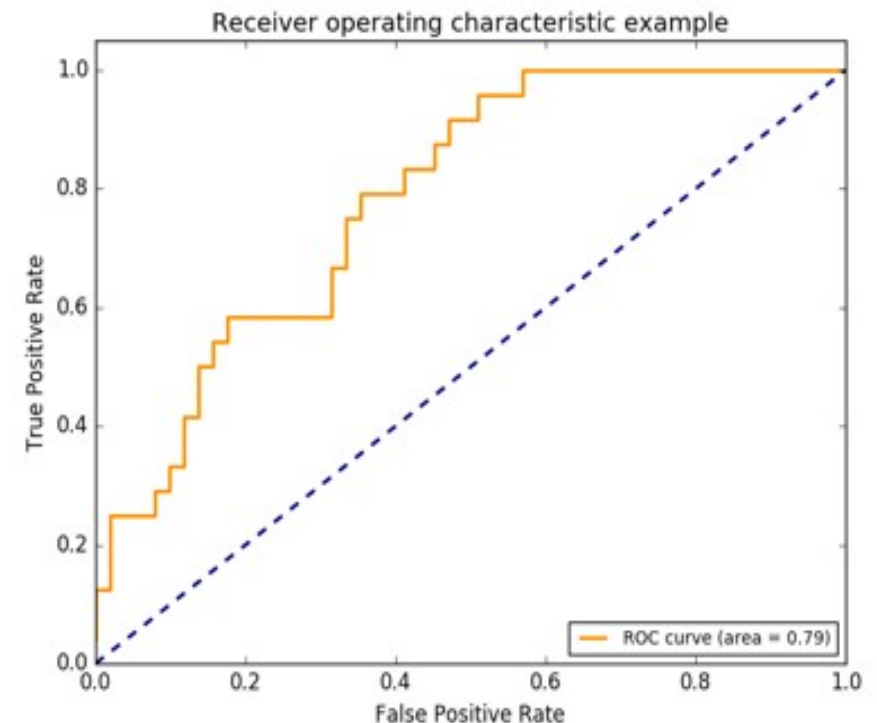 Receiver operating characteristic example
1.0
0.8
0.6
0.4
0.2
0.0
True Positive Rate
ROC curve (area = 0.79)
0.0 0.2 0.4 0.6 0.8 1.0
False Positive Rate